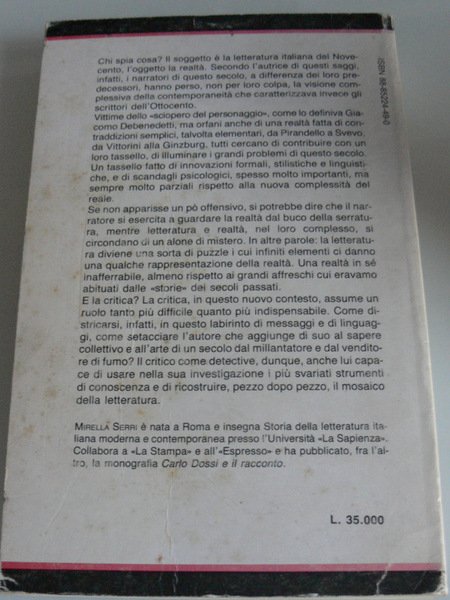 Chi spia cosa? Il soggetto è la letteratura italiana del Nove-
cento, l'oggetto la realtà. Secondo l'autrice di questi saggi,
infatti, i narratori di questo secolo, a differenza dei loro pre-
decessori, hanno perso, non per loro colpa, la visione com-
plessiva della contemporaneità che caratterizzava invece gli
scrittori dell'Ottocento.
Vittime dello «sciopero del personaggio», come lo definiva Gia-
como Debenedetti, ma orfani anche di una realtà fatta di con-
traddizioni semplici, talvolta elementari, da Pirandello a Svevo,
da Vittorini alla Ginzburg, tutti cercano di contribuire con un
loro tassello, di illuminare i grandi problemi di questo secolo.
Un tassello fatto di innovazioni formali, stilistiche e linguisti-
che, e di scandagli psicologici, spesso molto importanti, ma
sempre molto parziali rispetto alla nuova complessità del
reale.
Se non apparisse un pò offensivo, si potrebbe dire che il nar-
ratore si esercita a guardare la realtà dal buco della serratu-
ra, mentre letteratura e realtà, nel loro complesso, si
circondano di un alone di mistero. In altre parole: la letteratu-
ra diviene una sorta di puzzle i cui infiniti elementi ci danno
una qualche rappresentazione della realtà. Una realtà in sé
inafferrabile, almeno rispetto ai grandi affreschi cui eravamo
abituati dalle «storie» dei secoli passati.
E la critica? La critica, in questo nuovo contesto, assume un
ruolo tanto più difficile quanto più indispensabile. Come di-
stricarsi, infatti, in questo labirinto di messaggi e di linguag-
gi, come setacciare l'autore che aggiunge di suo al sapere
collettivo e all'arte di un secolo dal millantatore e dal vendito-
re di fumo? Il critico come detective, dunque, anche lui capa-
ce di usare nella sua investigazione i più svariati strumenti
di conoscenza e di ricostruire, pezzo dopo pezzo, il mosaico
della letteratura.
MIRELLA SERRI è nata a Roma e insegna Storia della letteratura ita-
liana moderna e contemporanea presso l'Università «La Sapienza».
Collabora a «La Stampa» e all'«Espresso» e ha pubblicato, fra l'al-
tro, la monografia Carlo Dossi e il racconto.
L. 35.000
ISBN 88-85224-49-0